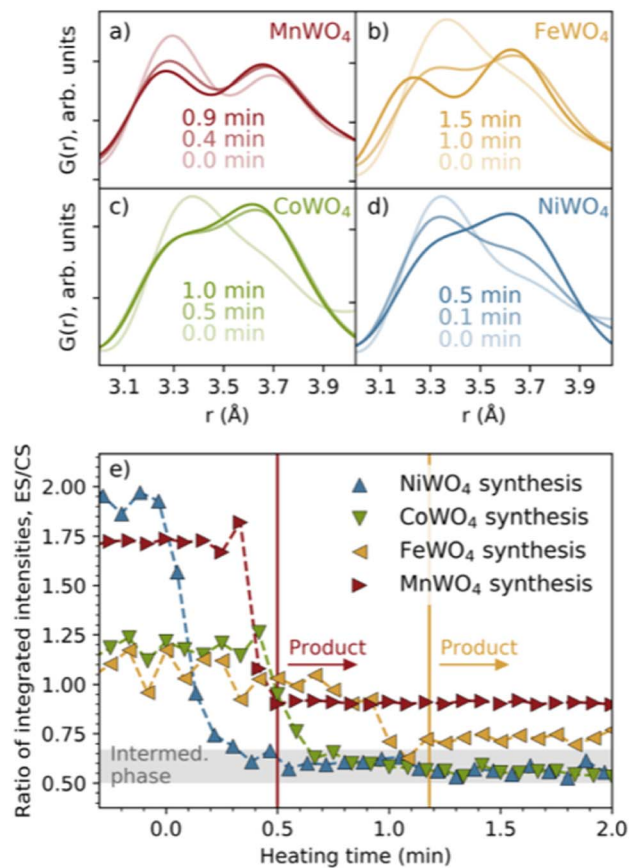 a) MnWO₄
b) FeWO₄
G(r), arb. units
0.9 min
0.4 min
0.0 min
1.5 min
1.0 min
0.0 min
c) CoWO₄
d) NiWO₄
G(r), arb. units
1.0 min
0.5 min
0.0 min
0.5 min
0.1 min
0.0 min
3.1 3.3 3.5 3.7 3.9
3.1 3.3 3.5 3.7 3.9
r (Å)
r (Å)
e)
Ratio of integrated intensities, ES/CS
2.00
1.75
1.50
1.25
1.00
0.75
0.50
NiWO₄ synthesis
CoWO₄ synthesis
FeWO₄ synthesis
MnWO₄ synthesis
Product
Product
Intermed.
phase
0.0 0.5 1.0 1.5 2.0
Heating time (min)